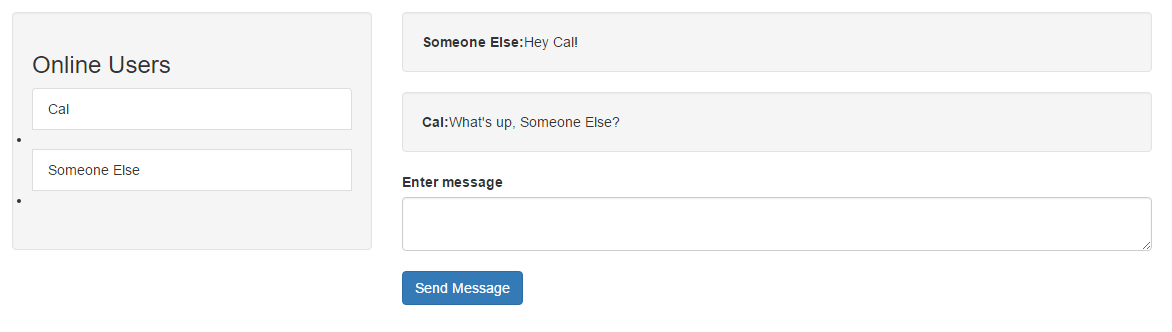 Online Users
Cal
Someone Else
Someone Else:Hey Cal!
Cal:What's up, Someone Else?
Enter message
Send Message